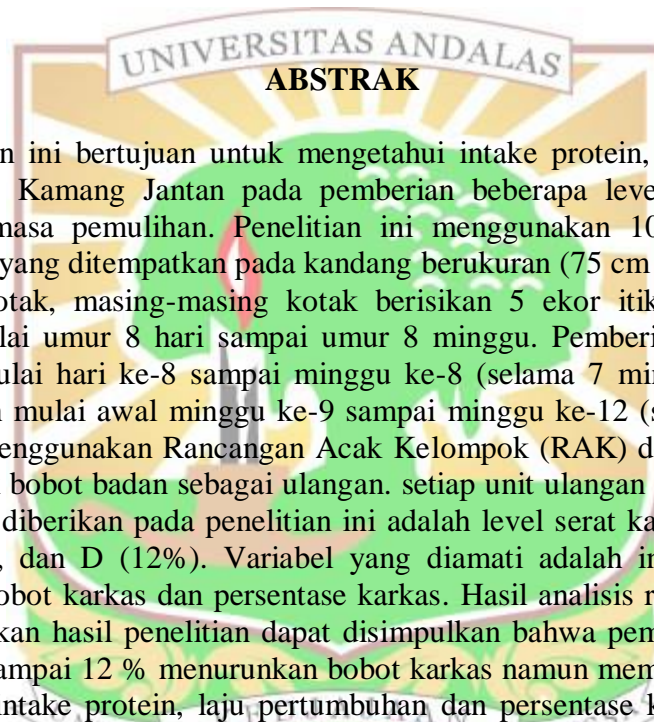 UNIVERSITAS ANDALAS
ABSTRAK
n ini bertujuan untuk mengetahui intake protein,
Kamang Jantan pada pemberian beberapa leve
masa pemulihan. Penelitian ini menggunakan 10
yang ditempatkan pada kandang berukuran (75 cm
otak, masing-masing kotak berisikan 5 ekor itik
lai umur 8 hari sampai umur 8 minggu. Pemberi
ulai hari ke-8 sampai minggu ke-8 (selama 7 min
n mulai awal minggu ke-9 sampai minggu ke-12 (s
enggunakan Rancangan Acak Kelompok (RAK) d
bobot badan sebagai ulangan. setiap unit ulangan
diberikan pada penelitian ini adalah level serat ka
, dan D (12%). Variabel yang diamati adalah in
obot karkas dan persentase karkas. Hasil analisis r
kan hasil penelitian dapat disimpulkan bahwa pem
ampai 12 % menurunkan bobot karkas namun mem
intake protein, laju pertumbuhan dan persentase k